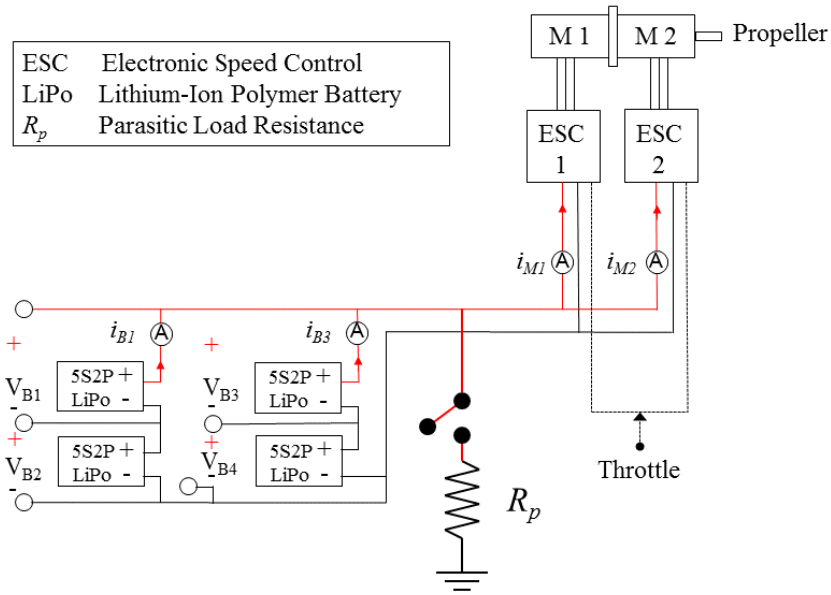 M 1
M 2
Propeller
ESC Electronic Speed Control
LiPo Lithium-Ion Polymer Battery
Rp Parasitic Load Resistance
ESC
1
ESC
2
iM1
A
iM2
A
iB1
A
iB3
A
+
+
VB1
5S2P +
LiPo -
-
VB3
5S2P +
LiPo -
-
+
+
VB2
5S2P +
LiPo -
-
VB4
5S2P +
LiPo -
-
Throttle
Rp